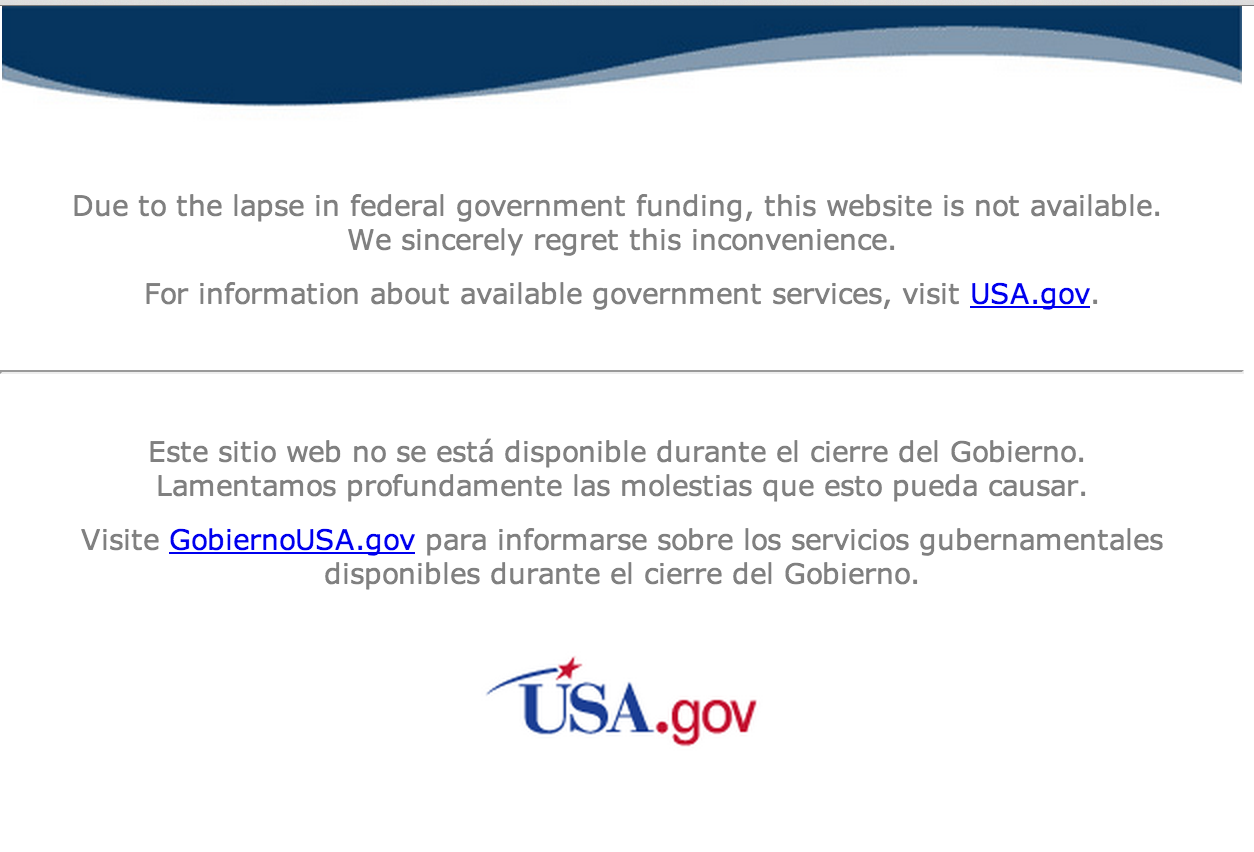 Due to the lapse in federal government funding, this website is not available.
We sincerely regret this inconvenience.
For information about available government services, visit USA.gov.
Este sitio web no se está disponible durante el cierre del Gobierno.
Lamentamos profundamente las molestias que esto pueda causar.
Visite GobiernoUSA.gov para informarse sobre los servicios gubernamentales
disponibles durante el cierre del Gobierno.
USA.gov